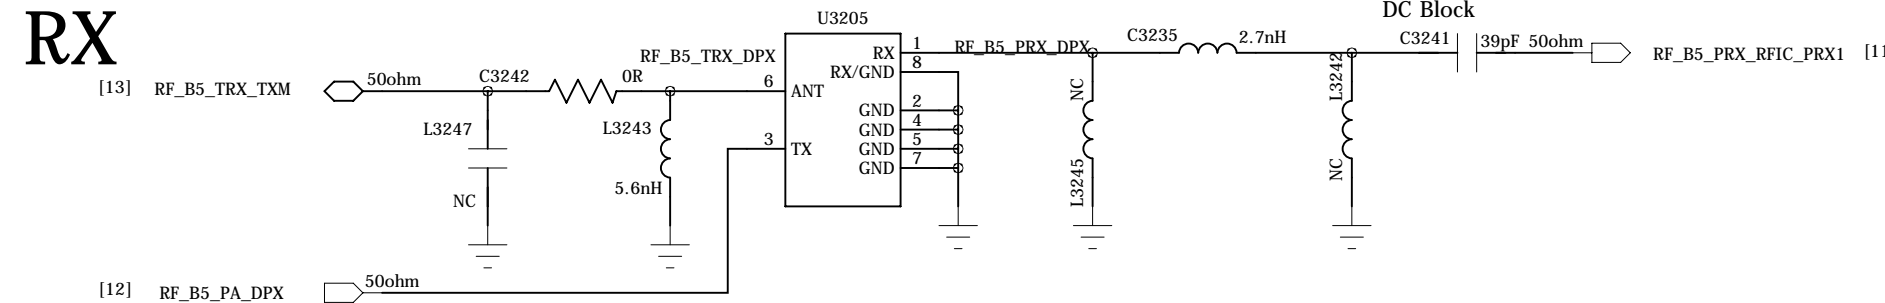 RX
DC Block
U3205
C3235
2.7nH
C3241
39pF 50ohm
RX
1
RF_B5_PRX_DPX
RF_B5_PRX_RFIC_PRX1
[11
RF_B5_TRX_DPX
RX/GND
8
[13]
RF_B5_TRX_TXM
50ohm
C3242
0R
6
ANT
NC
L3242
GND
2
L3247
L3243
GND
4
3
TX
GND
5
GND
7
5.6nH
NC
L3245
NC
[12]
RF_B5_PA_DPX
50ohm